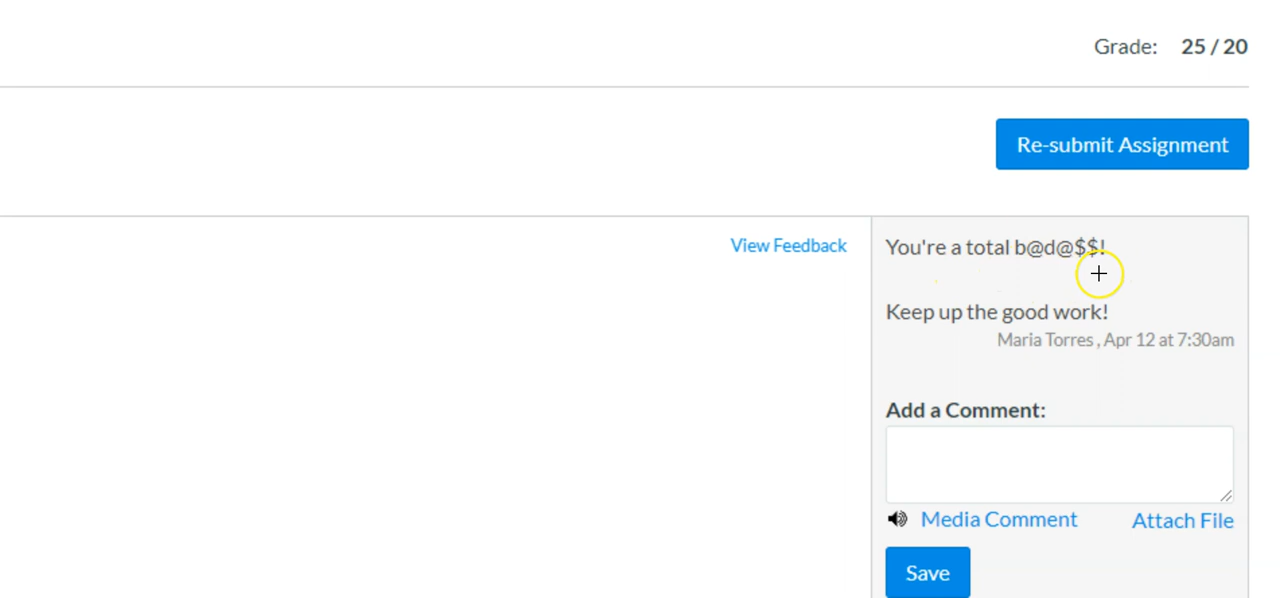 Grade: 25 / 20
Re-submit Assignment
View Feedback
You're a total b@d@$$!
Keep up the good work!
Maria Torres , Apr 12 at 7:30am
Add a Comment:
Media Comment
Attach File
Save